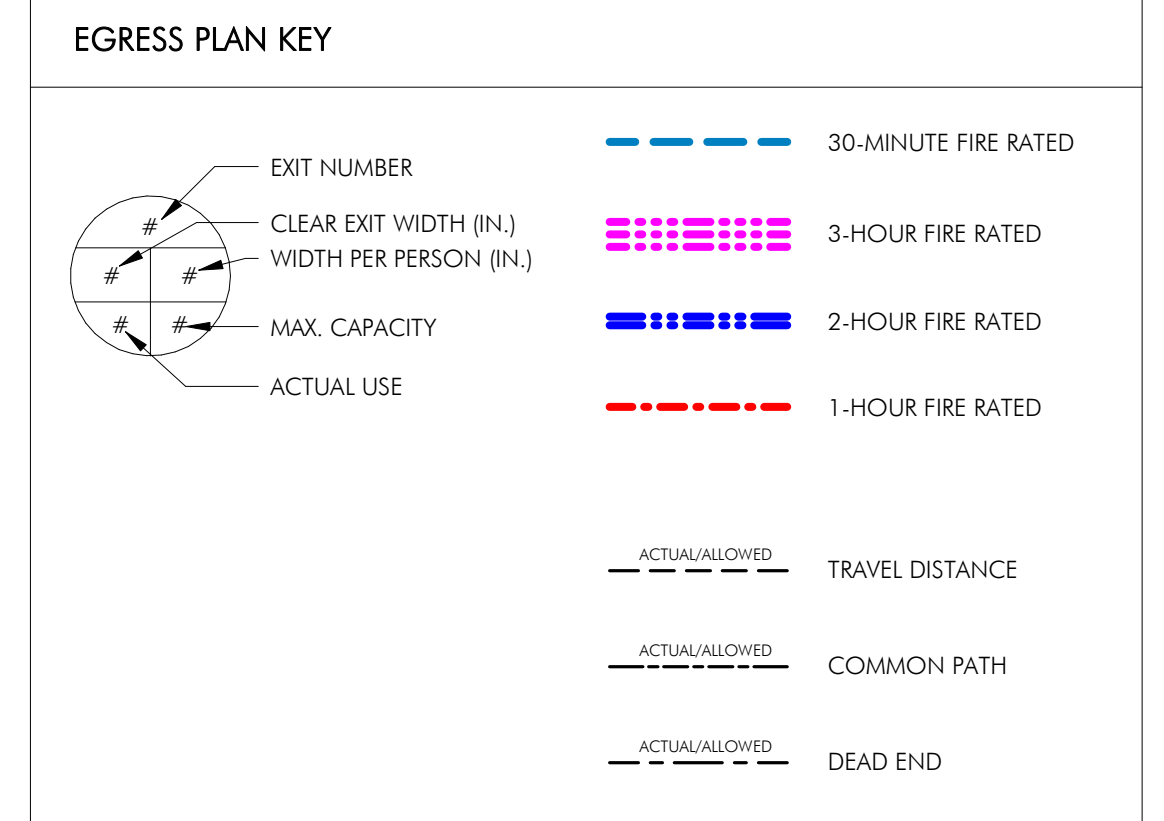 EGRESS PLAN KEY
EXIT NUMBER
CLEAR EXIT WIDTH (IN.)
WIDTH PER PERSON (IN.)
MAX. CAPACITY
ACTUAL USE
#
# #
# #
30-MINUTE FIRE RATED
3-HOUR FIRE RATED
2-HOUR FIRE RATED
1-HOUR FIRE RATED
ACTUAL/ALLOWED
TRAVEL DISTANCE
ACTUAL/ALLOWED
COMMON PATH
ACTUAL/ALLOWED
DEAD END